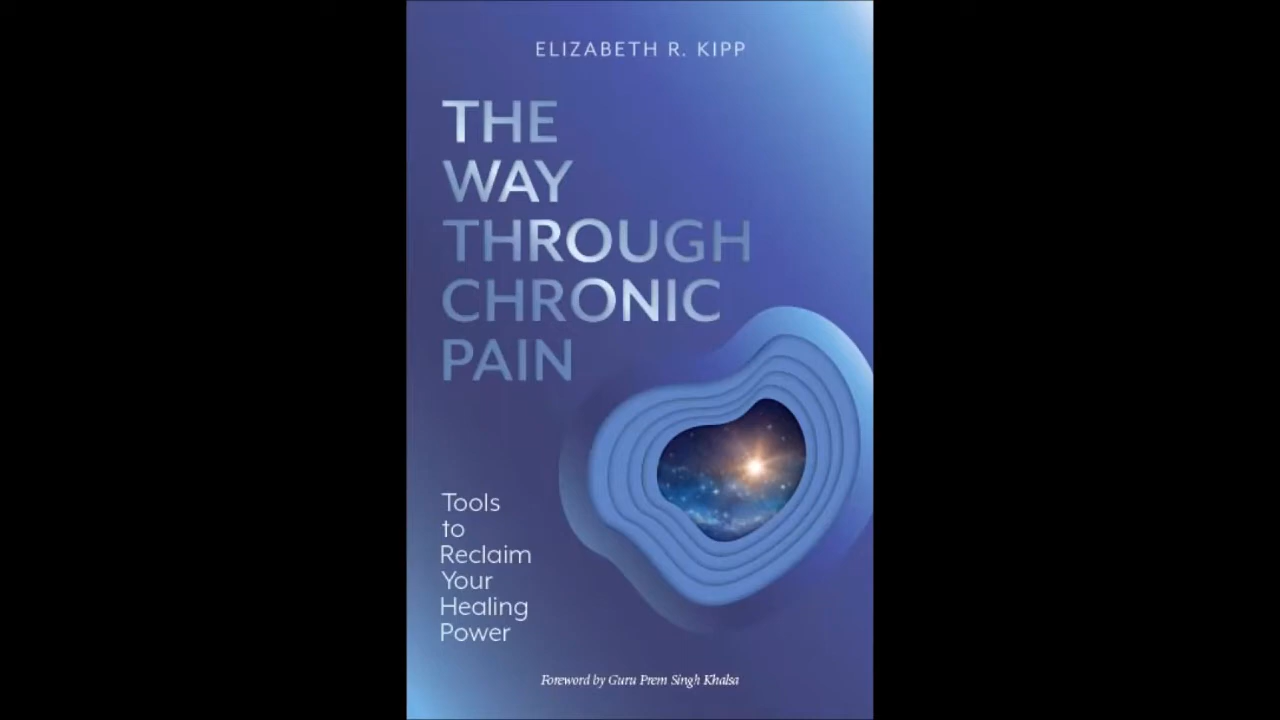 ELIZABETH R. KIPP
THE
WAY
THROUGH
CHRONIC
PAIN
Tools
to
Reclaim
Your
Healing
Power
Foreword by Guru Prem Singh Khalsa